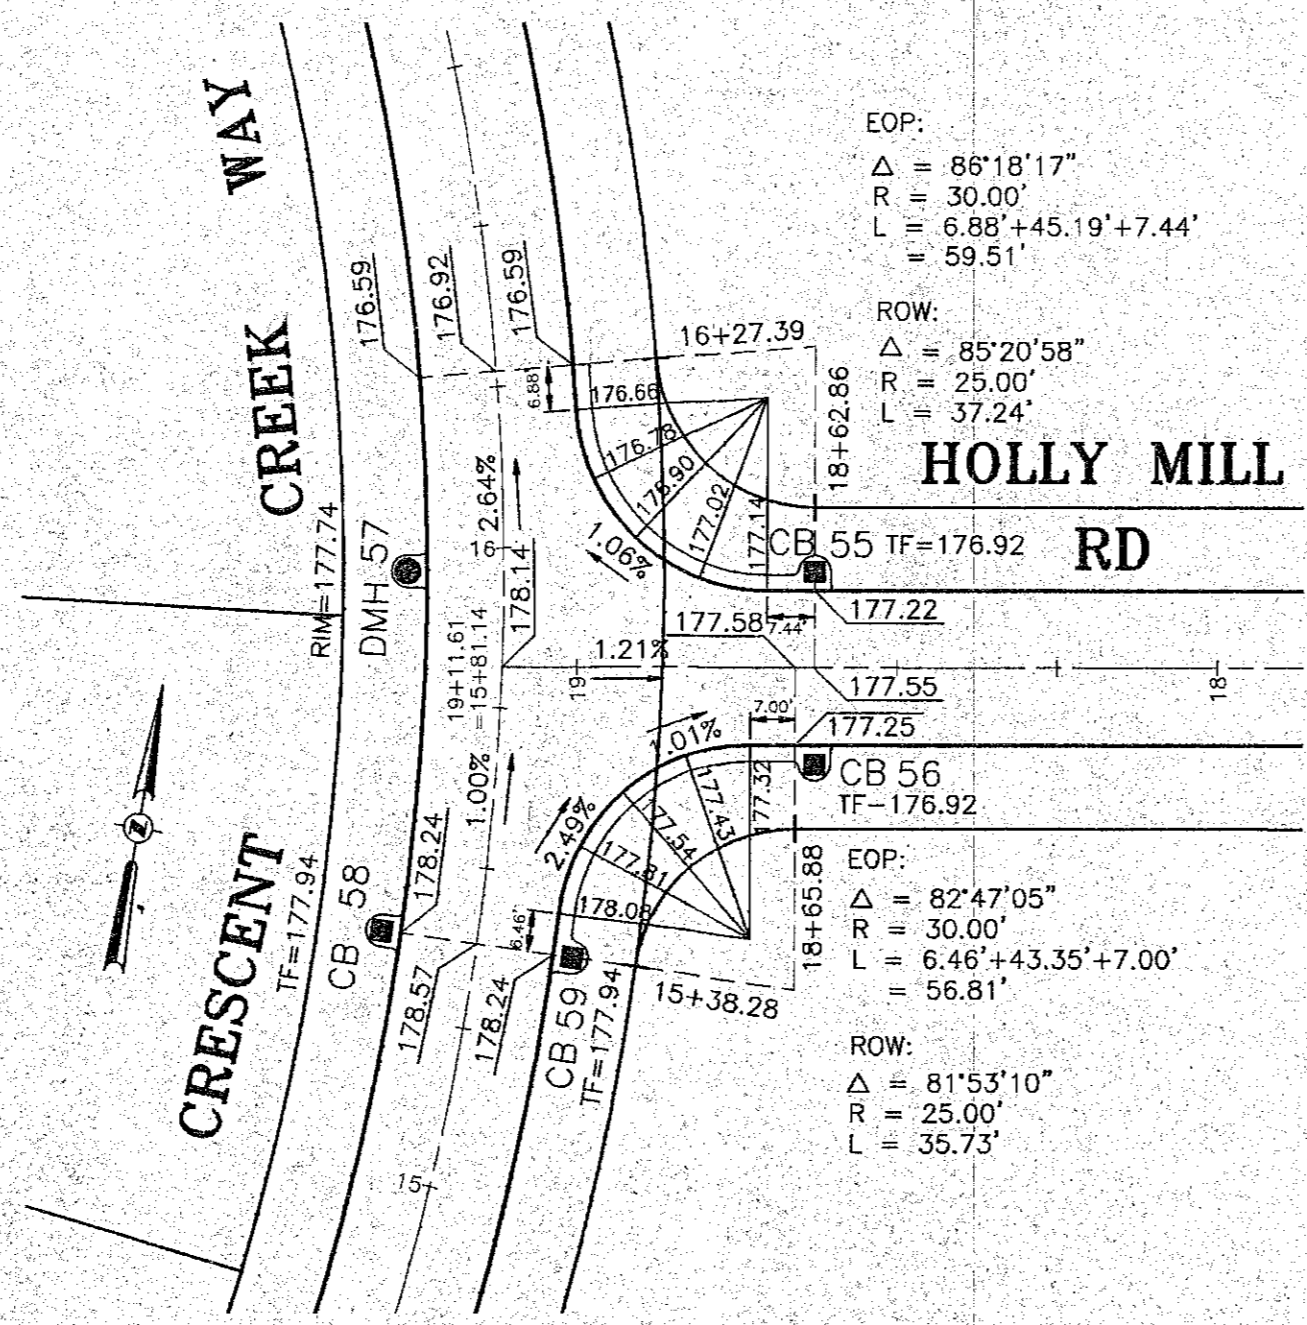 CRESCENT CREEK WAY
HOLLY MILL
RD
EOP:
Δ = 86°18'17"
R = 30.00'
L = 6.88'+45.19'+7.44'
= 59.51'
ROW:
Δ = 85°20'58"
R = 25.00'
L = 37.24'
176.59
176.92
176.59
16+27.39
18+62.86
6.88'
176.66
176.78
176.90
177.02
177.14
1.06%
CB 55 TF=176.92
177.22
RIM=177.74
DMH 57
2.64%
16
178.14
19+11.61
=15+81.14
177.58
7.44'
1.21%
19
18
177.55
7.00'
177.25
1.01%
1.00%
2.49%
177.32
177.43
177.54
177.81
178.08
CB 56
TF-176.92
TF=177.94
CB 58
178.24
6.46'
18+65.88
178.57
178.24
CB 59
TF=177.94
15+38.28
15
EOP:
Δ = 82°47'05"
R = 30.00'
L = 6.46'+43.35'+7.00'
= 56.81'
ROW:
Δ = 81°53'10"
R = 25.00'
L = 35.73'
Z